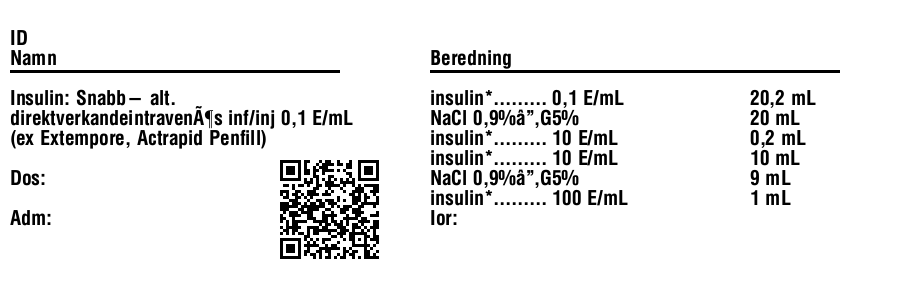 ID
Namn
Insulin: Snabb– alt.
direktverkandeintravenÃ¶s inf/inj 0,1 E/mL
(ex Extempore, Actrapid Penfill)
Dos:
Adm:
Beredning
insulin*......... 0,1 E/mL 20,2 mL
NaCl 0,9%â”‚G5% 20 mL
insulin*......... 10 E/mL 0,2 mL
insulin*......... 10 E/mL 10 mL
NaCl 0,9%â”‚G5% 9 mL
insulin*......... 100 E/mL 1 mL
Ior: